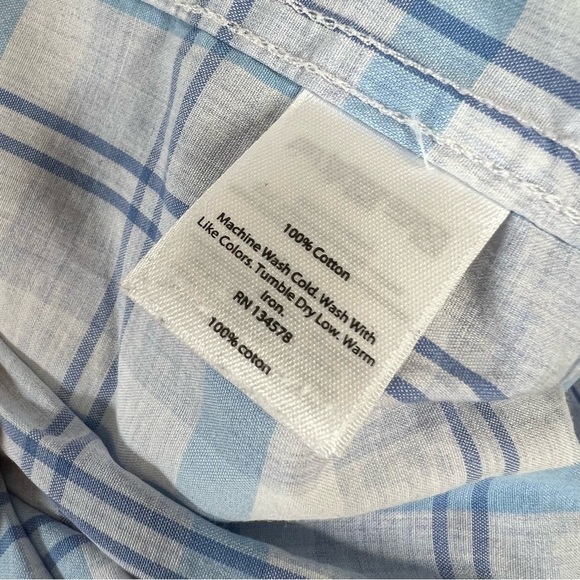 100% Cotton
Machine Wash Cold. Wash With
Like Colors. Tumble Dry Low. Warm
Iron.
RN 134578
100% coton